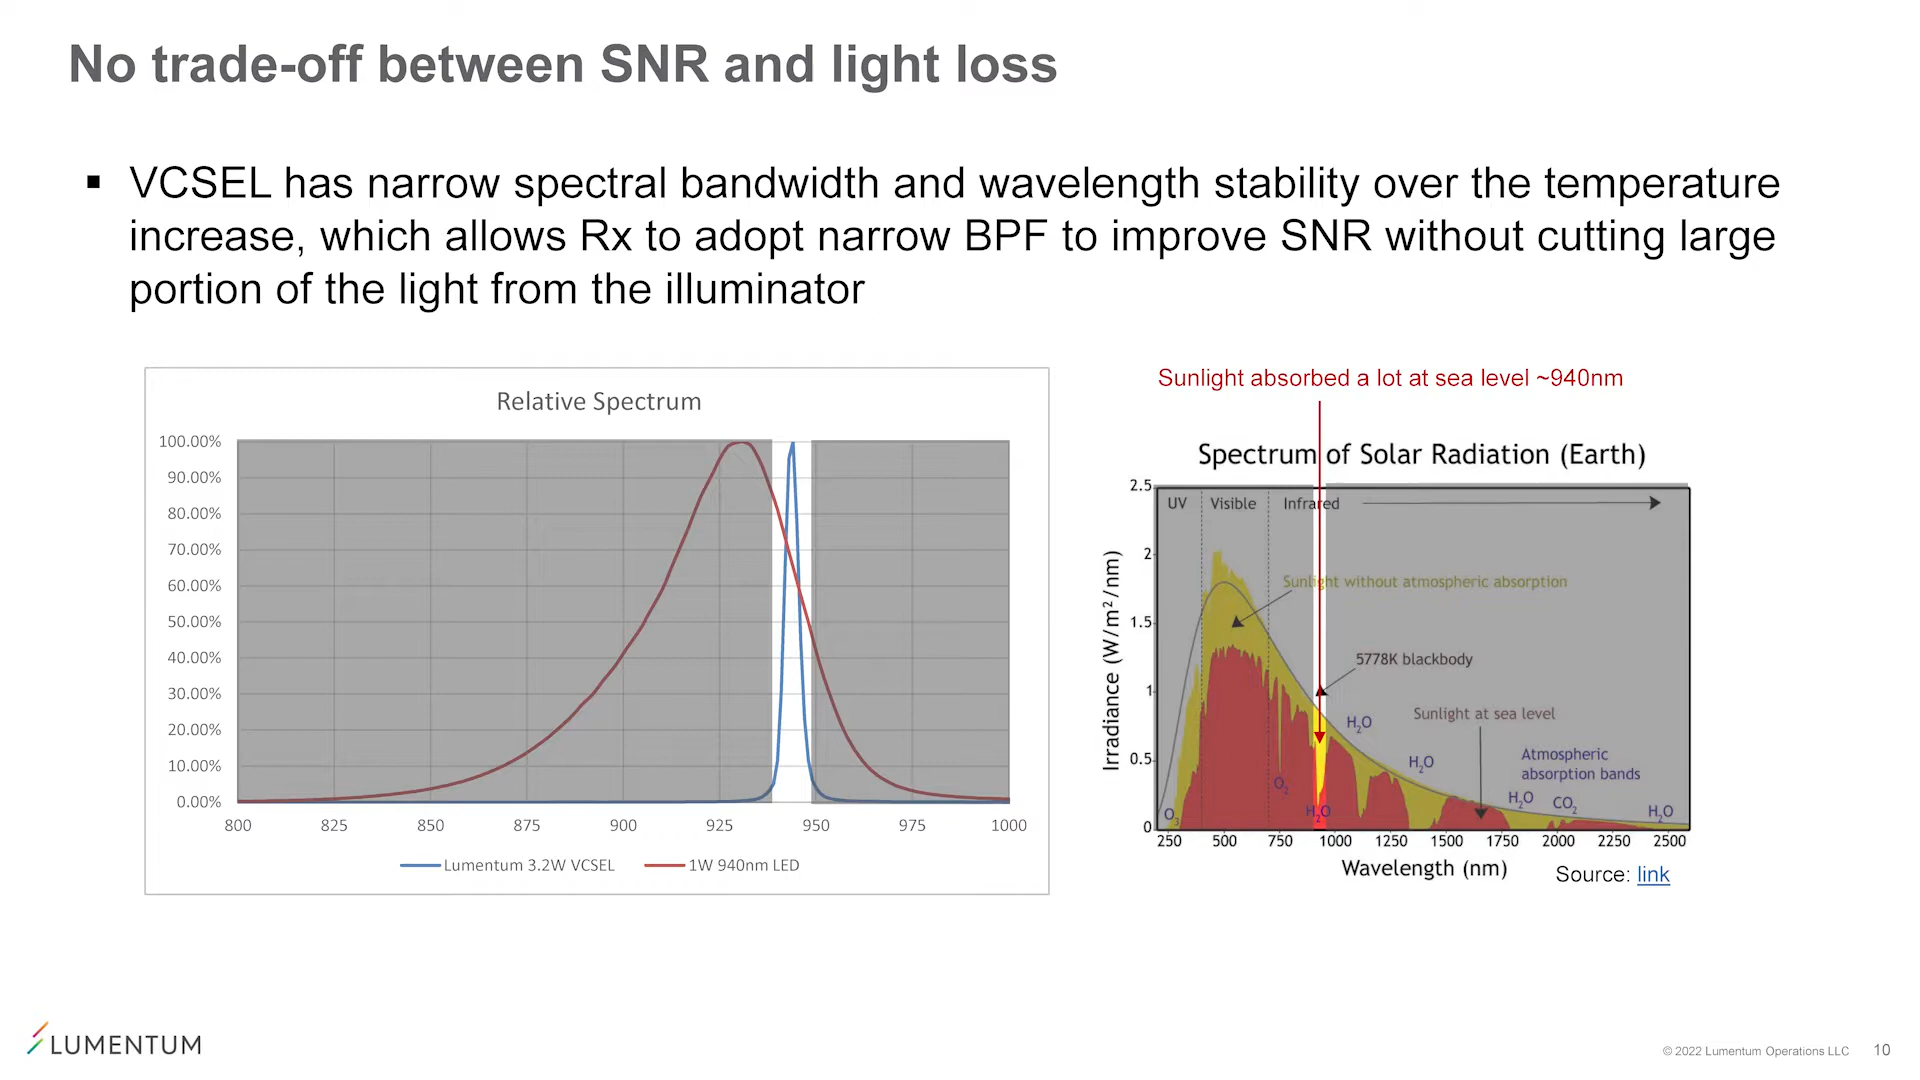 No trade-off between SNR and light loss
▪ VCSEL has narrow spectral bandwidth and wavelength stability over the temperature
increase, which allows Rx to adopt narrow BPF to improve SNR without cutting large
portion of the light from the illuminator
Relative Spectrum
100.00%
90.00%
80.00%
70.00%
60.00%
50.00%
40.00%
30.00%
20.00%
10.00%
0.00%
800 825 850 875 900 925 950 975 1000
Lumentum 3.2W VCSEL 1W 940nm LED
Sunlight absorbed a lot at sea level ~940nm
Spectrum of Solar Radiation (Earth)
Irradiance (W/m²/nm)
2.5
2
1.5
1
0.5
0
UV Visible Infrared
Sunlight without atmospheric absorption
5778K blackbody
H₂O
Sunlight at sea level
H₂O
Atmospheric
absorption bands
O₂
H₂O CO₂
O₃ H₂O H₂O
250 500 750 1000 1250 1500 1750 2000 2250 2500
Wavelength (nm)
Source: link
LUMENTUM
© 2022 Lumentum Operations LLC 10